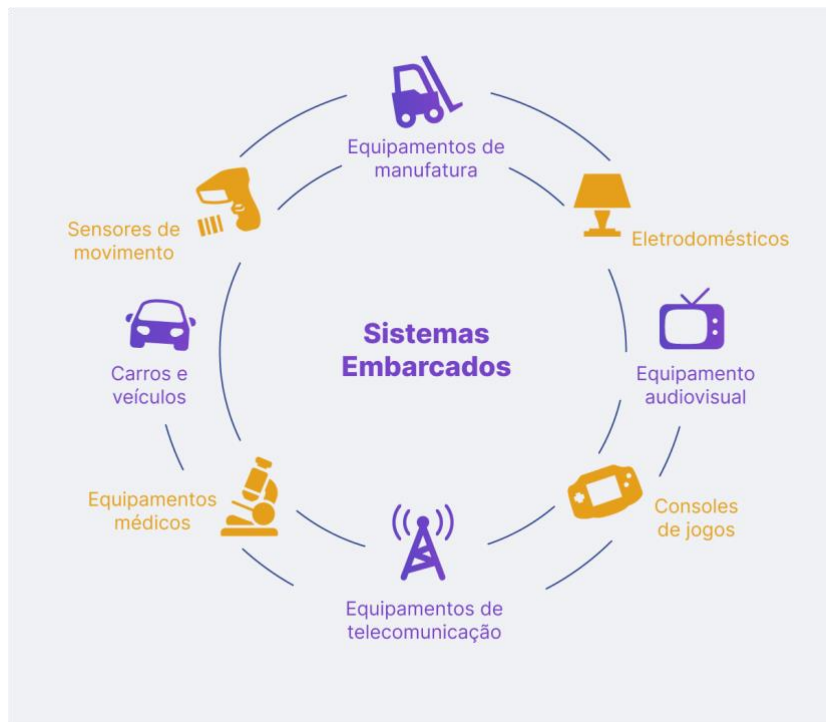 Equipamentos de
manufatura
Sensores de
movimento
Eletrodomésticos
Sistemas
Embarcados
Carros e
veículos
Equipamento
audiovisual
Equipamentos
médicos
Consoles
de jogos
Equipamentos de
telecomunicação